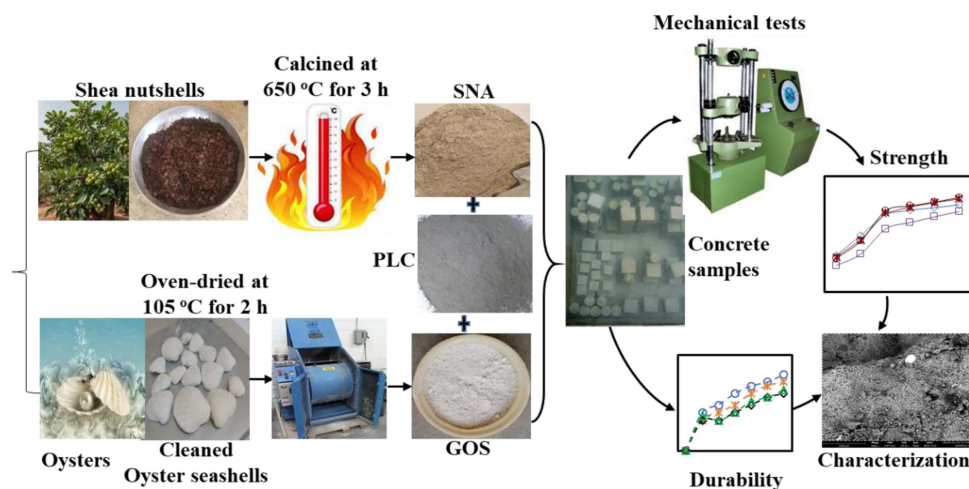 Mechanical tests
Shea nutshells
Calcined at
650 °C for 3 h
SNA
°C
Strength
+
PLC
Concrete
samples
Oven-dried at
105 °C for 2 h
+
Oysters
Cleaned
Oyster seashells
GOS
Durability
Characterization